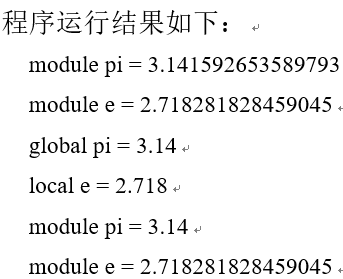 程序运行结果如下：
module pi = 3.141592653589793
module e = 2.718281828459045
global pi = 3.14
local e = 2.718
module pi = 3.14
module e = 2.718281828459045